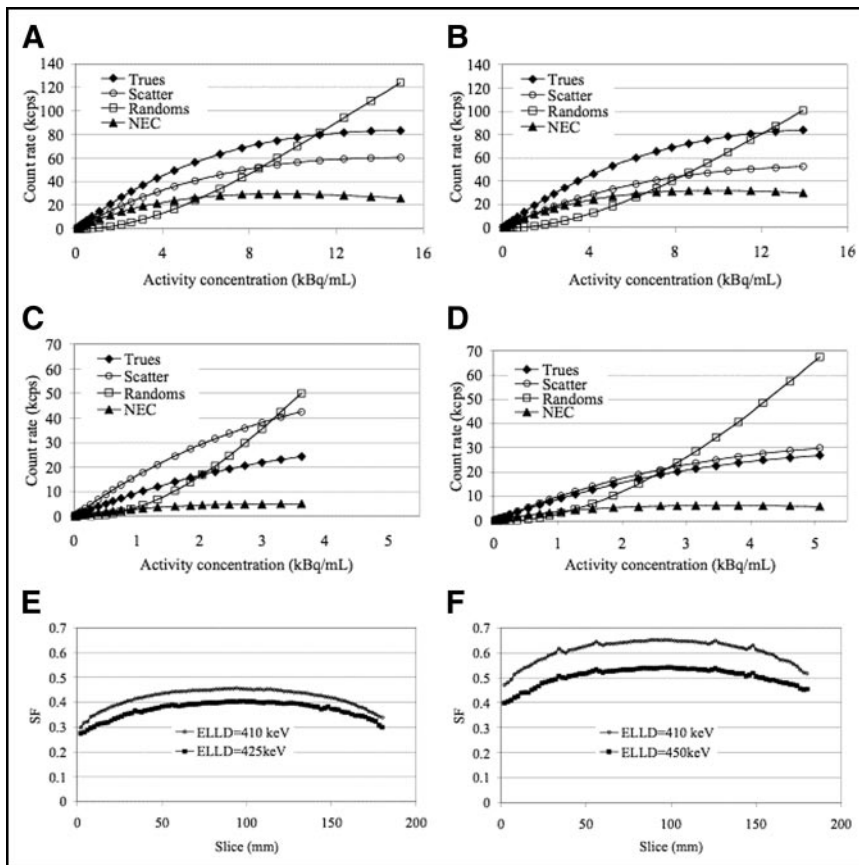 A
140
120
100
80
60
40
20
0
Count rate (kcps)
Trues
Scatter
Randoms
NEC
0 4 8 12 16
Activity concentration (kBq/mL)
B
140
120
100
80
60
40
20
0
Count rate (kcps)
Trues
Scatter
Randoms
NEC
0 4 8 12 16
Activity concentration (kBq/mL)
C
70
60
50
40
30
20
10
0
Count rate (kcps)
Trues
Scatter
Randoms
NEC
0 1 2 3 4 5
Activity concentration (kBq/mL)
D
70
60
50
40
30
20
10
0
Count rate (kcps)
Trues
Scatter
Randoms
NEC
0 1 2 3 4 5
Activity concentration (kBq/mL)
E
0.7
0.6
0.5
0.4
0.3
0.2
0.1
0
SF
ELLD=410 keV
ELLD=425keV
0 50 100 150 200
Slice (mm)
F
0.7
0.6
0.5
0.4
0.3
0.2
0.1
0
SF
ELLD=410 keV
ELLD=450keV
0 50 100 150 200
Slice (mm)